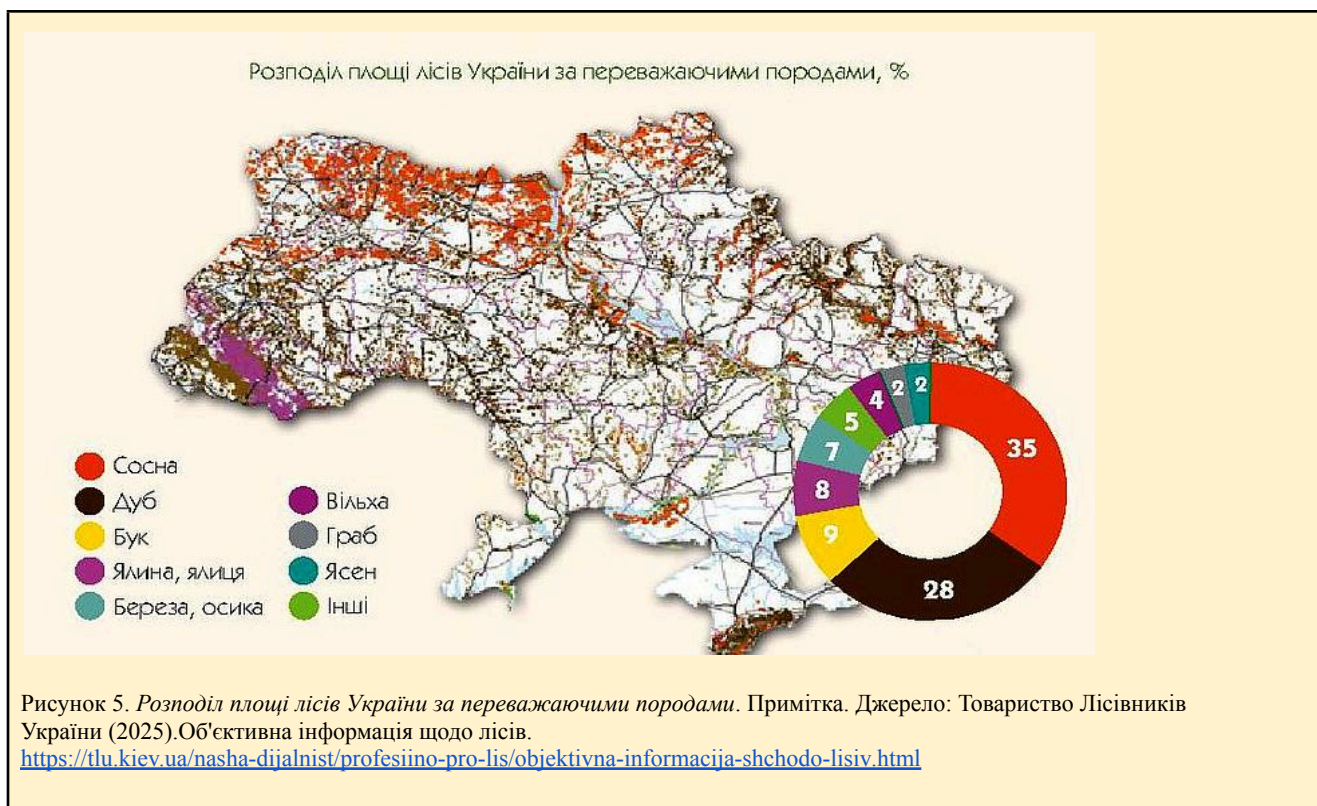 Розподіл площі лісів України за переважаючими породами, %
Сосна
Дуб
Бук
Ялина, ялиця
Береза, осика
Вільха
Граб
Ясен
Інші
35
28
9
8
7
5
4
2
2
Рисунок 5. Розподіл площі лісів України за переважаючими породами. Примітка. Джерело: Товариство Лісівників
України (2025).Об'єктивна інформація щодо лісів.
https://tlu.kiev.ua/nasha-dijalnist/profesiino-pro-lis/objektivna-informacija-shchodo-lisiv.html